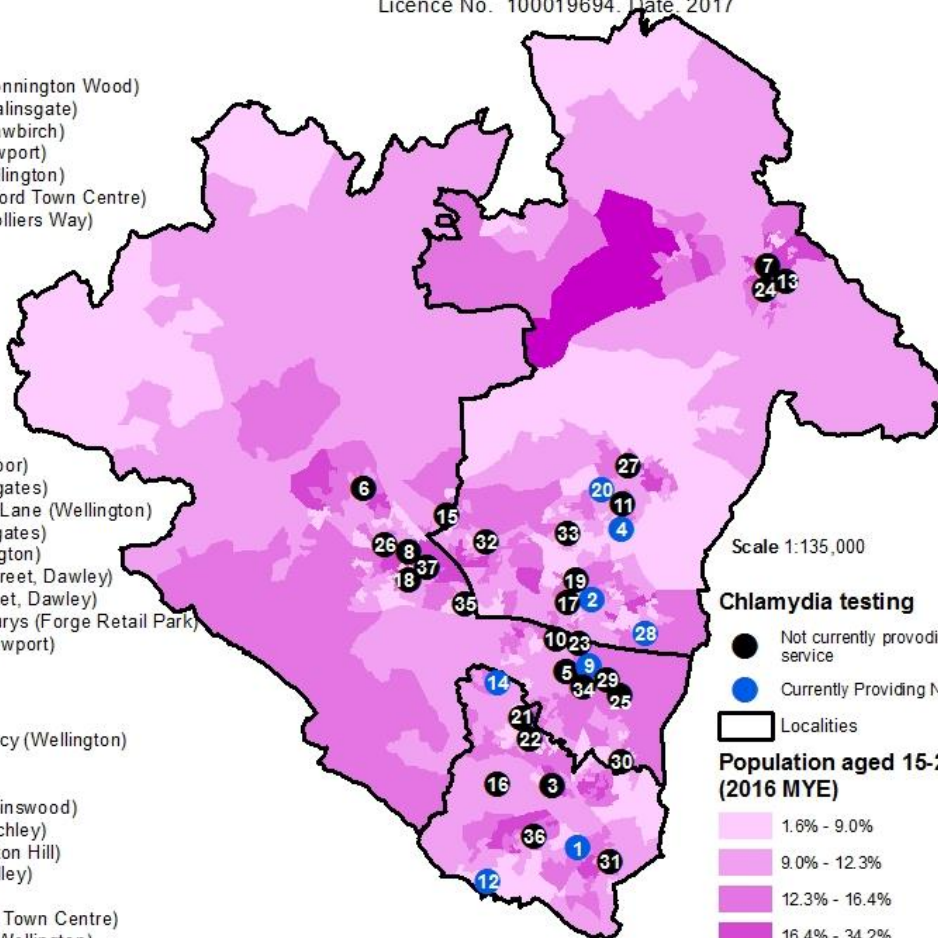 Licence No. 100019694. Date. 2017
onnington Wood)
alinsgate)
awbirch)
wport)
llington)
ord Town Centre)
olliers Way)
oor)
gates)
Lane (Wellington)
gates)
gton)
reet, Dawley)
et, Dawley)
urys (Forge Retail Park)
wport)
cy (Wellington)
inswood)
chley)
on Hill)
lley)
Town Centre)
Wellington)
7
13
24
27
6
20
11
15
4
33
32
26
8
37
18
19
17
2
35
28
10
23
9
5
29
34
25
14
21
22
30
16
3
36
1
31
12
Scale 1:135,000
Chlamydia testing
Not currently provodi
service
Currently Providing N
Localities
Population aged 15-2
(2016 MYE)
1.6% - 9.0%
9.0% - 12.3%
12.3% - 16.4%
16.4% - 34.2%